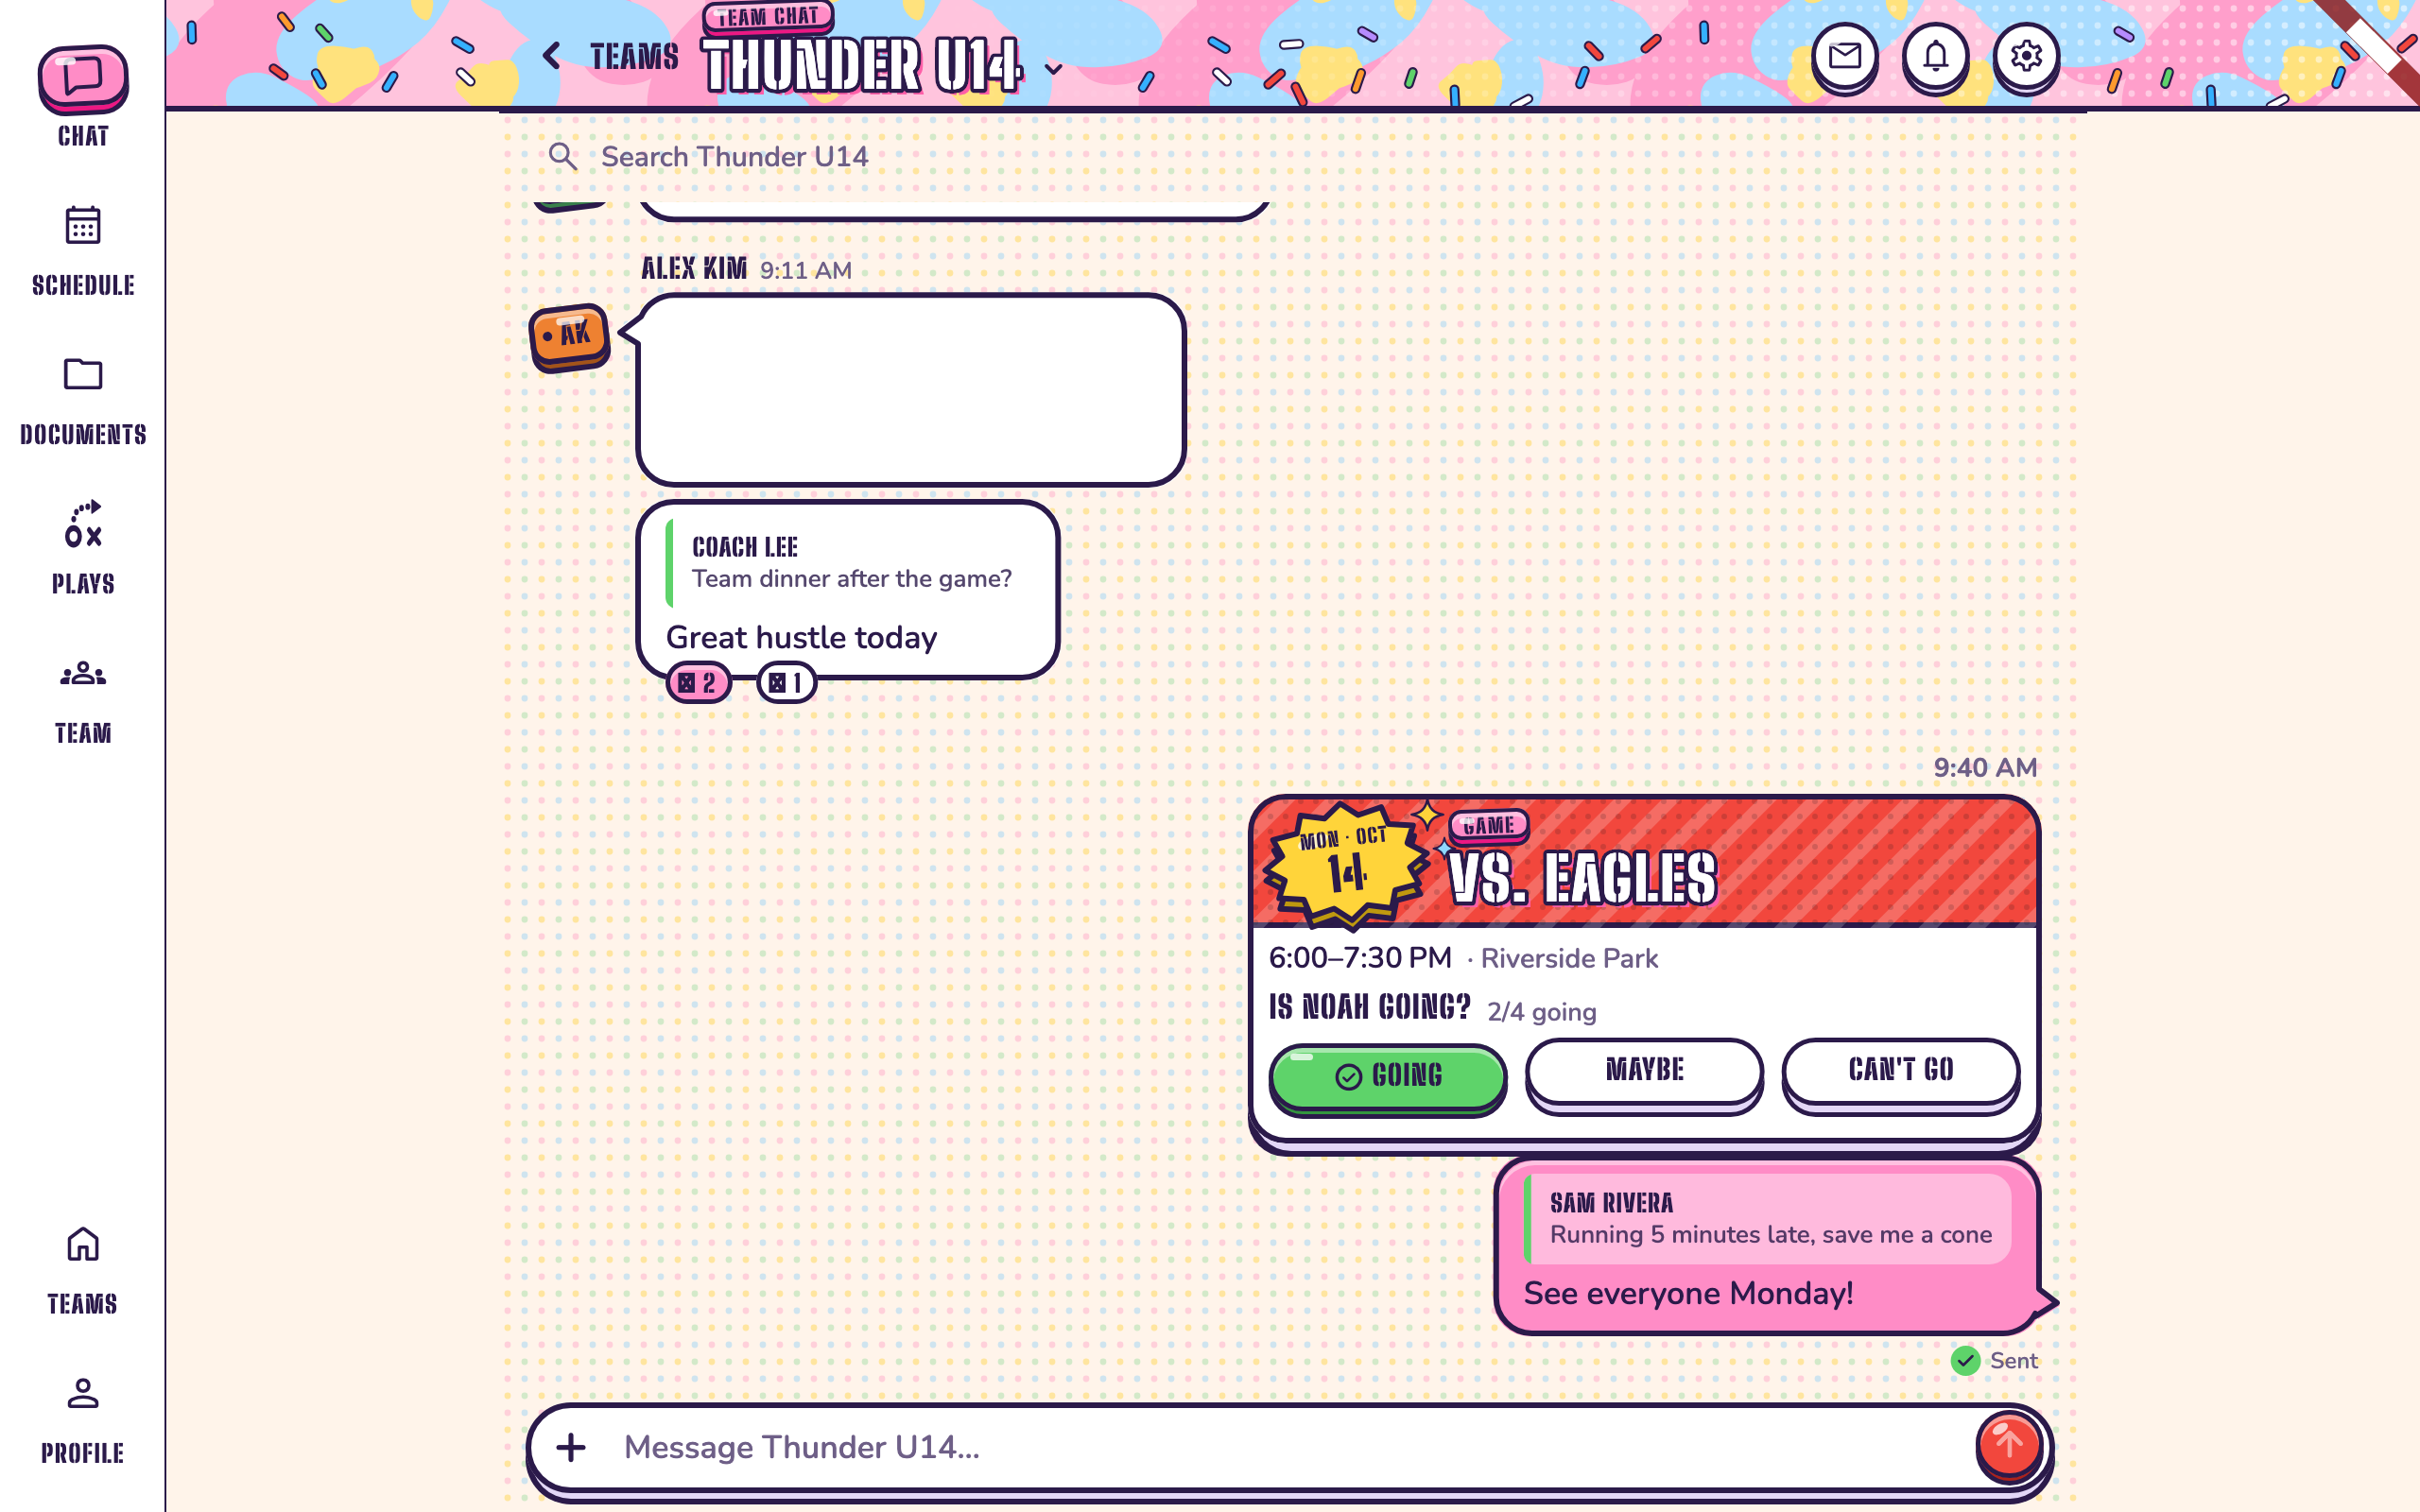 CHAT
SCHEDULE
DOCUMENTS
PLAYS
TEAM
TEAMS
PROFILE
TEAMS
TEAM CHAT
THUNDER U14
Search Thunder U14
ALEX KIM 9:11 AM
AK
COACH LEE
Team dinner after the game?
Great hustle today
2
1
9:40 AM
MON · OCT
14
GAME
VS. EAGLES
6:00–7:30 PM · Riverside Park
IS NOAH GOING? 2/4 going
GOING
MAYBE
CAN'T GO
SAM RIVERA
Running 5 minutes late, save me a cone
See everyone Monday!
Sent
Message Thunder U14...